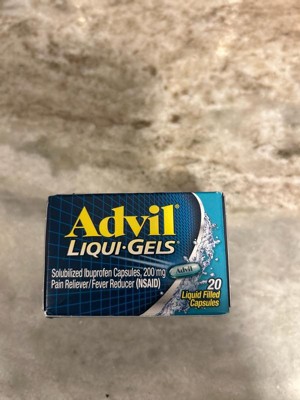 Advil
LIQUI·GELS
Solubilized Ibuprofen Capsules, 200 mg
Pain Reliever/Fever Reducer (NSAID)
Advil
20
Liquid Filled
Capsules